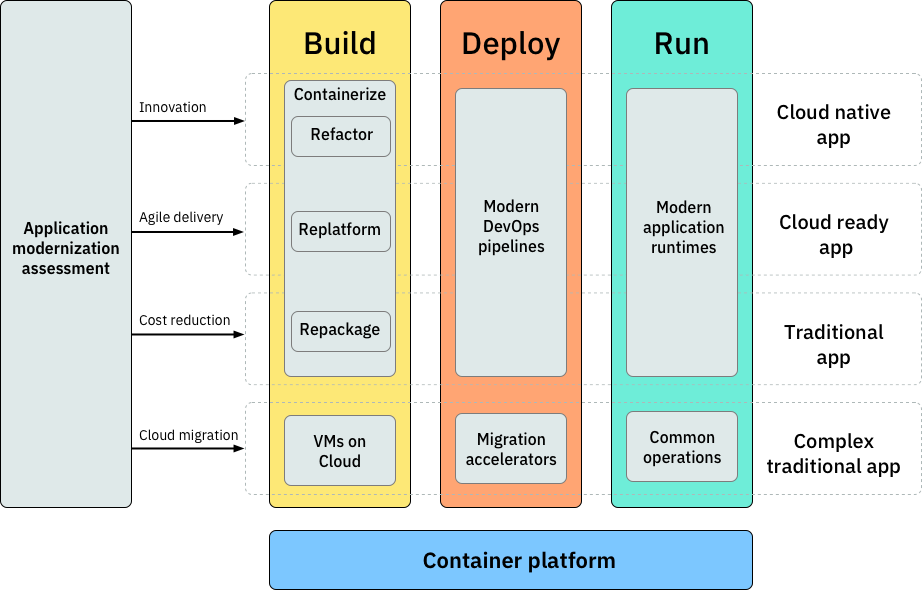 Build
Deploy
Run
Application
modernization
assessment
Innovation
Containerize
Refactor
Cloud native
app
Agile delivery
Replatform
Modern
DevOps
pipelines
Modern
application
runtimes
Cloud ready
app
Cost reduction
Repackage
Traditional
app
Cloud migration
VMs on
Cloud
Migration
accelerators
Common
operations
Complex
traditional app
Container platform